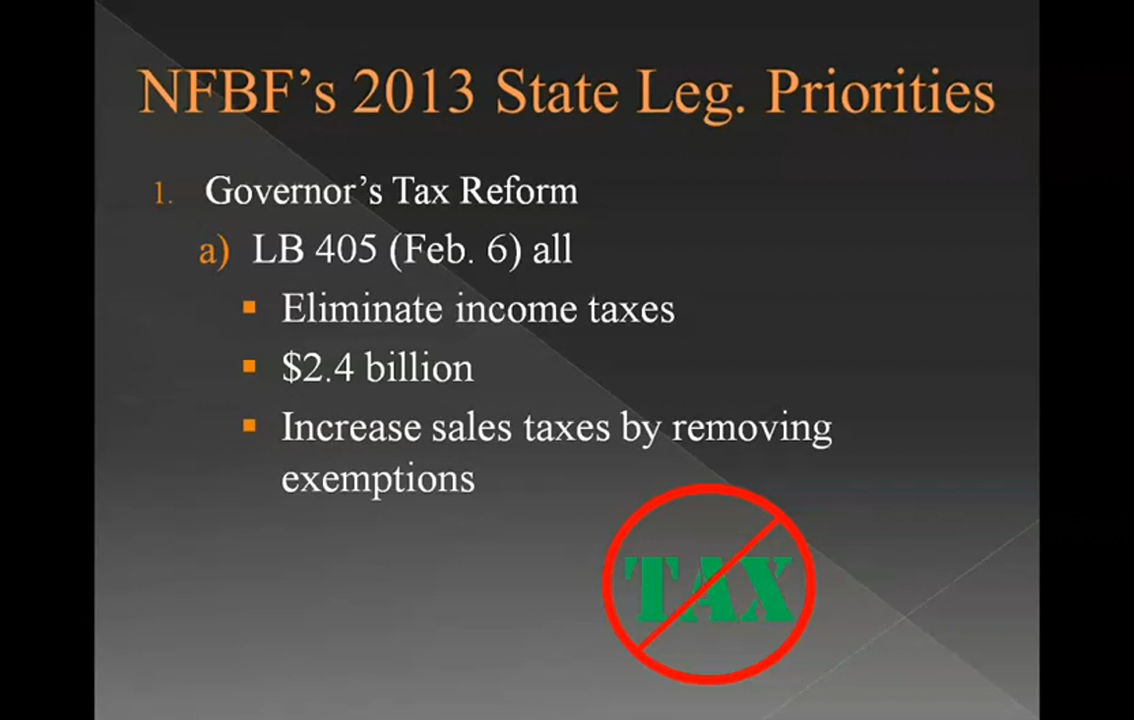 NFBF's 2013 State Leg. Priorities
1. Governor's Tax Reform
a) LB 405 (Feb. 6) all
▪ Eliminate income taxes
▪ $2.4 billion
▪ Increase sales taxes by removing
exemptions
TAX